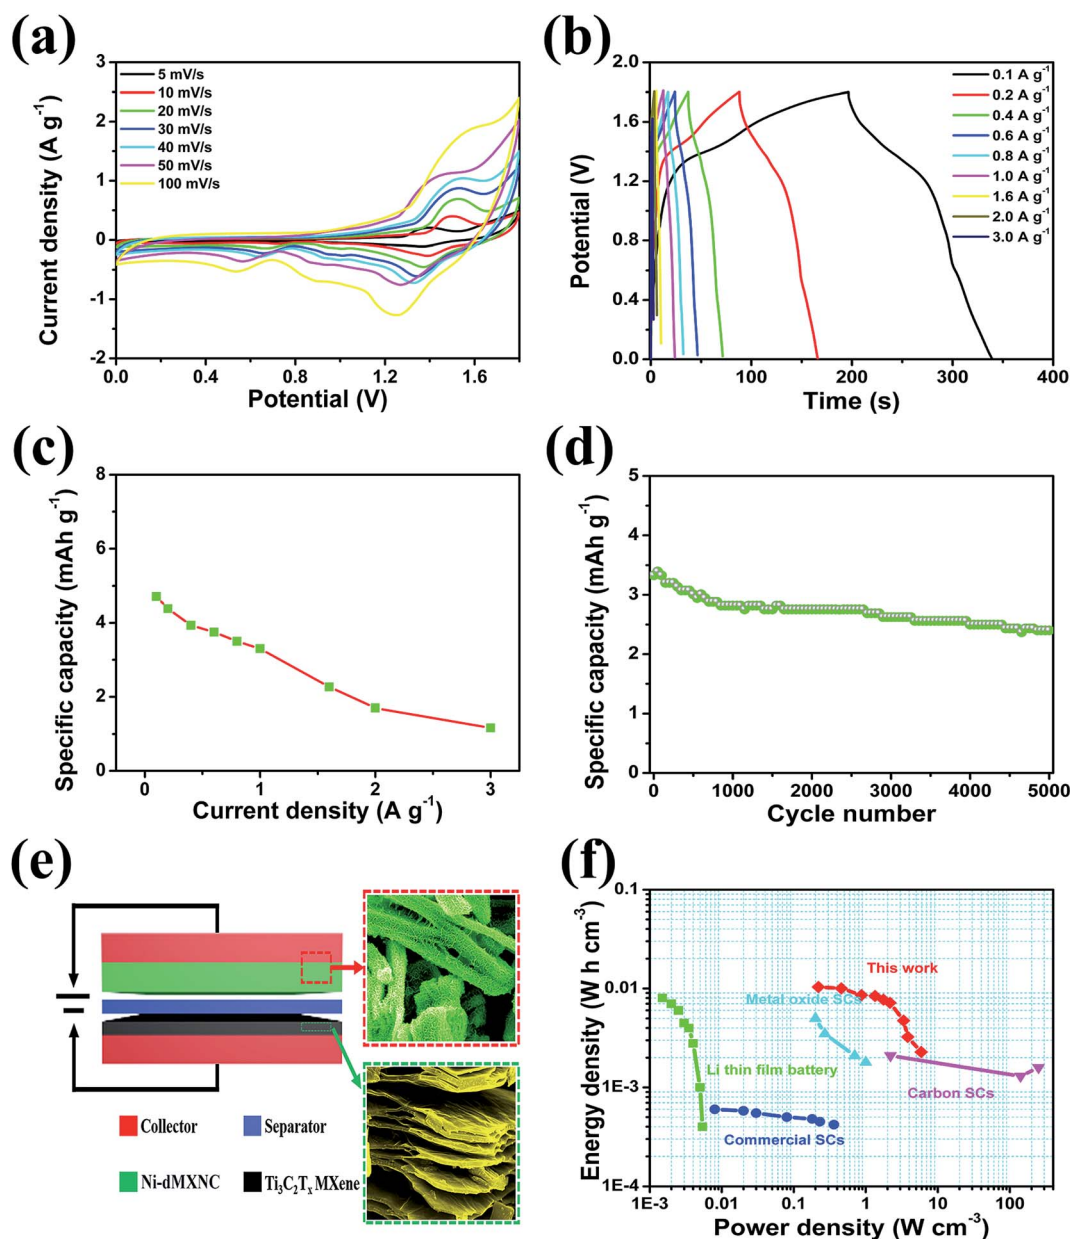 (a)
3
2
1
0
-1
-2
0.0
0.4
0.8
1.2
1.6
Current density (A g-1)
Potential (V)
5 mV/s
10 mV/s
20 mV/s
30 mV/s
40 mV/s
50 mV/s
100 mV/s
(b)
2.0
1.6
1.2
0.8
0.4
0.0
0
100
200
300
400
Potential (V)
Time (s)
0.1 A g-1
0.2 A g-1
0.4 A g-1
0.6 A g-1
0.8 A g-1
1.0 A g-1
1.6 A g-1
2.0 A g-1
3.0 A g-1
(c)
8
6
4
2
0
0
1
2
3
Specific capacity (mAh g-1)
Current density (A g-1)
(d)
5
4
3
2
1
0
0
1000
2000
3000
4000
5000
Specific capacity (mAh g-1)
Cycle number
(e)
Collector
Separator
Ni-dMXNC
Ti3C2Tx MXene
(f)
0.1
0.01
1E-3
1E-4
1E-3
0.01
0.1
1
10
100
Energy density (W h cm-3)
Power density (W cm-3)
This work
Metal oxide SCs
Li thin film battery
Carbon SCs
Commercial SCs